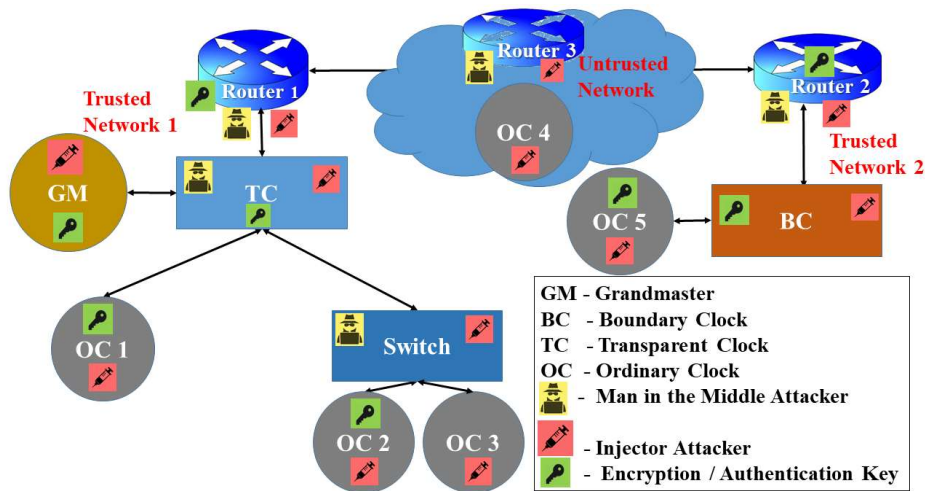 Router 3
Router 1
Untrusted
Network
Router 2
Trusted
Network 1
OC 4
Trusted
Network 2
GM
TC
OC 5
BC
OC 1
Switch
OC 2
OC 3
GM - Grandmaster
BC - Boundary Clock
TC - Transparent Clock
OC - Ordinary Clock
- Man in the Middle Attacker
- Injector Attacker
- Encryption / Authentication Key